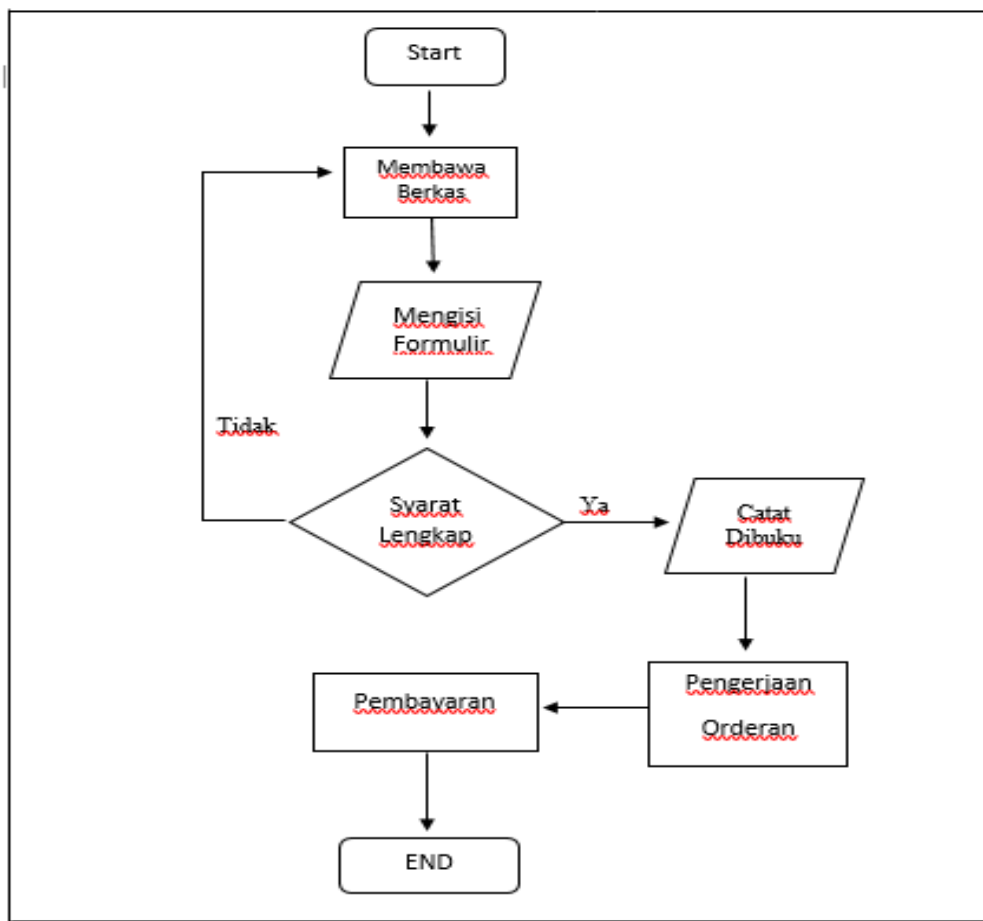 Start
Membawa
Berkas
Mengisi
Formulir
Tidak
Syarat
Lengkap
Ya
Catat
Dibuku
Pengerjaan
Orderan
Pembayaran
END